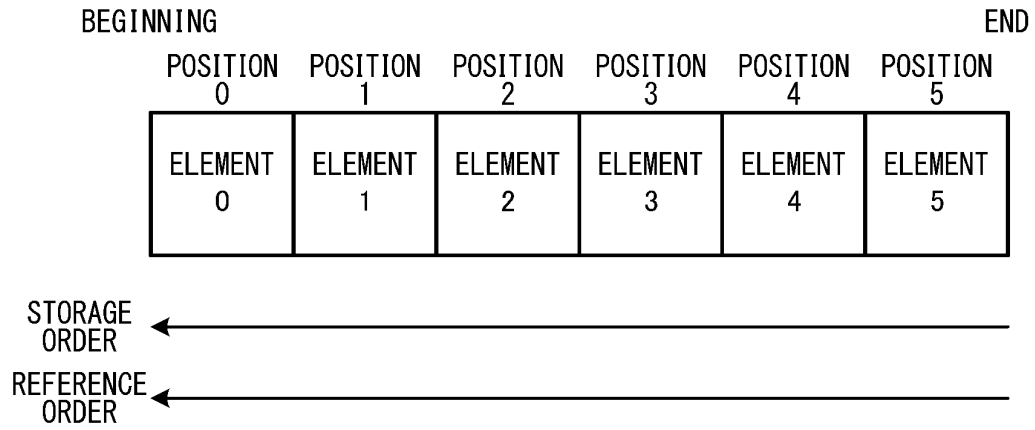 BEGINNING END
POSITION POSITION POSITION POSITION POSITION POSITION
0 1 2 3 4 5
ELEMENT ELEMENT ELEMENT ELEMENT ELEMENT ELEMENT
0 1 2 3 4 5
STORAGE
ORDER
REFERENCE
ORDER